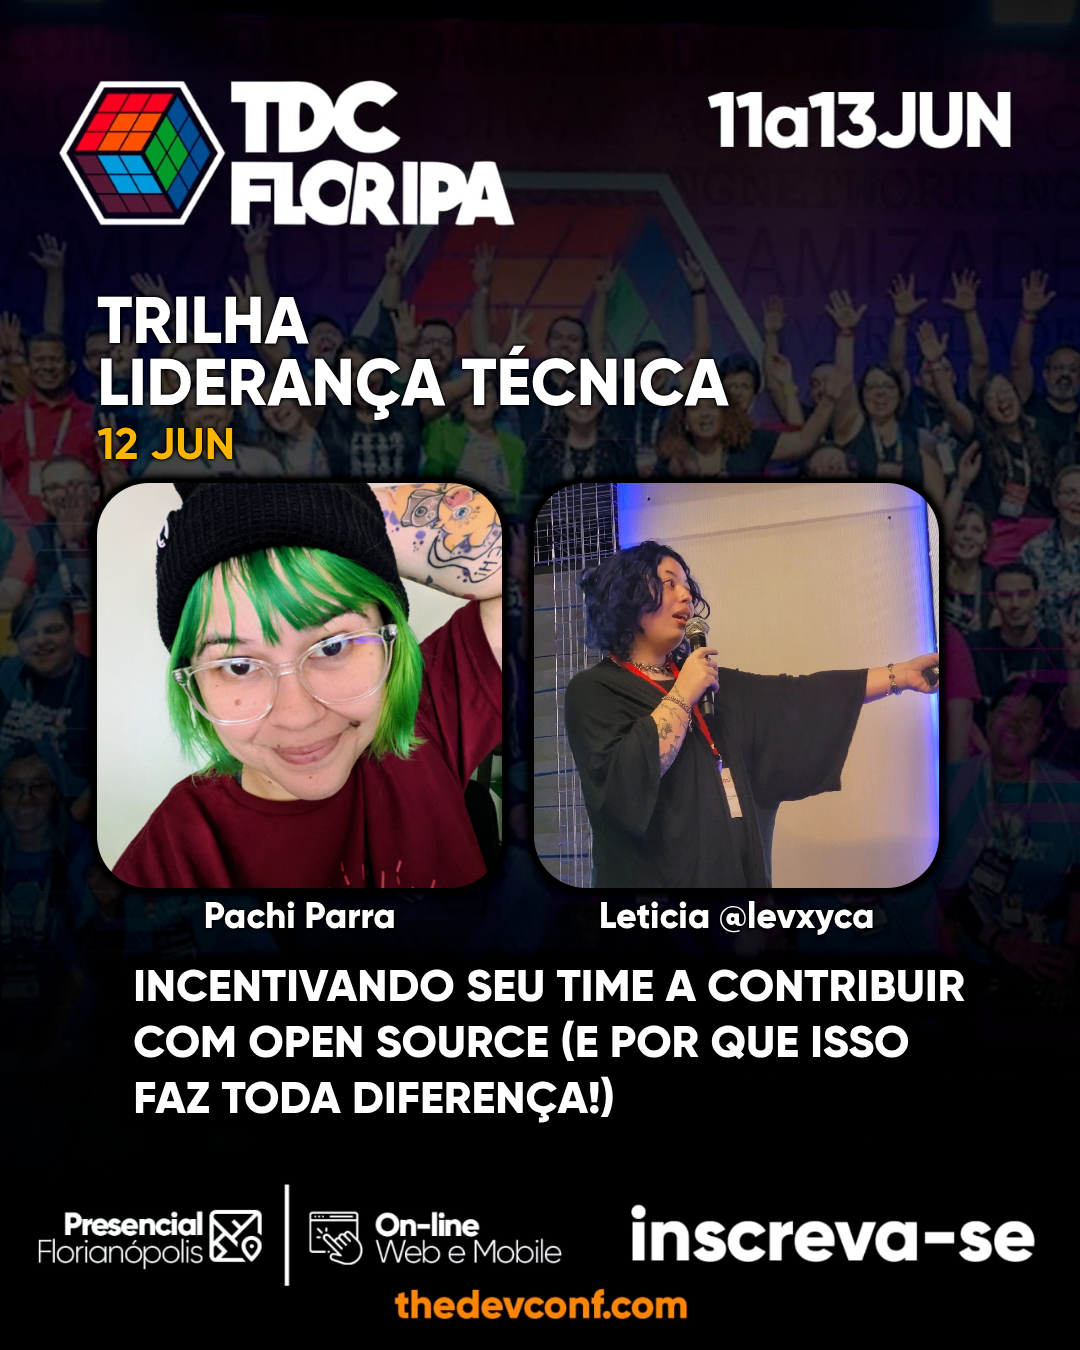 TDC
FLORIPA
11a13JUN
TRILHA
LIDERANÇA TÉCNICA
12 JUN
Pachi Parra
Leticia @levxyca
INCENTIVANDO SEU TIME A CONTRIBUIR
COM OPEN SOURCE (E POR QUE ISSO
FAZ TODA DIFERENÇA!)
Presencial
Florianópolis
On-line
Web e Mobile
inscreva-se
thedevconf.com